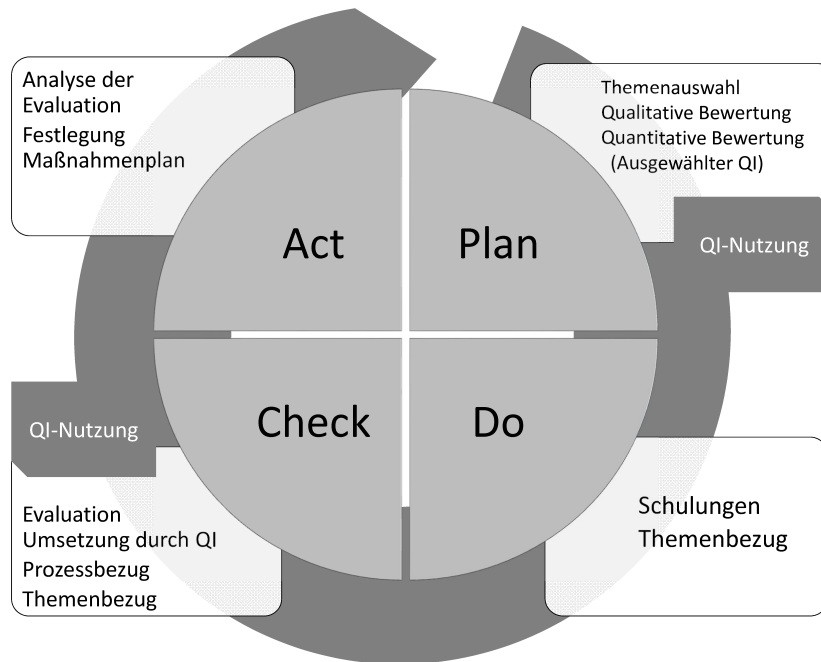 Analyse der
Evaluation
Festlegung
Maßnahmenplan
Themenauswahl
Qualitative Bewertung
Quantitative Bewertung
(Ausgewählter QI)
Act
Plan
QI-Nutzung
QI-Nutzung
Check
Do
Evaluation
Umsetzung durch QI
Prozessbezug
Themenbezug
Schulungen
Themenbezug